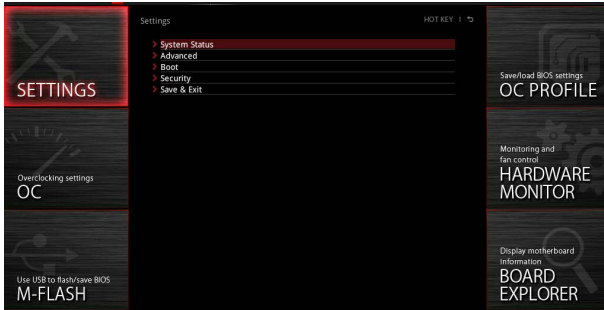 SETTINGS
Overclocking settings
OC
Use USB to flash/save BIOS
M-FLASH
Settings
HOT KEY |
> System Status
> Advanced
> Boot
> Security
> Save & Exit
Save/load BIOS settings
OC PROFILE
Monitoring and
fan control
HARDWARE
MONITOR
Display motherboard
information
BOARD
EXPLORER